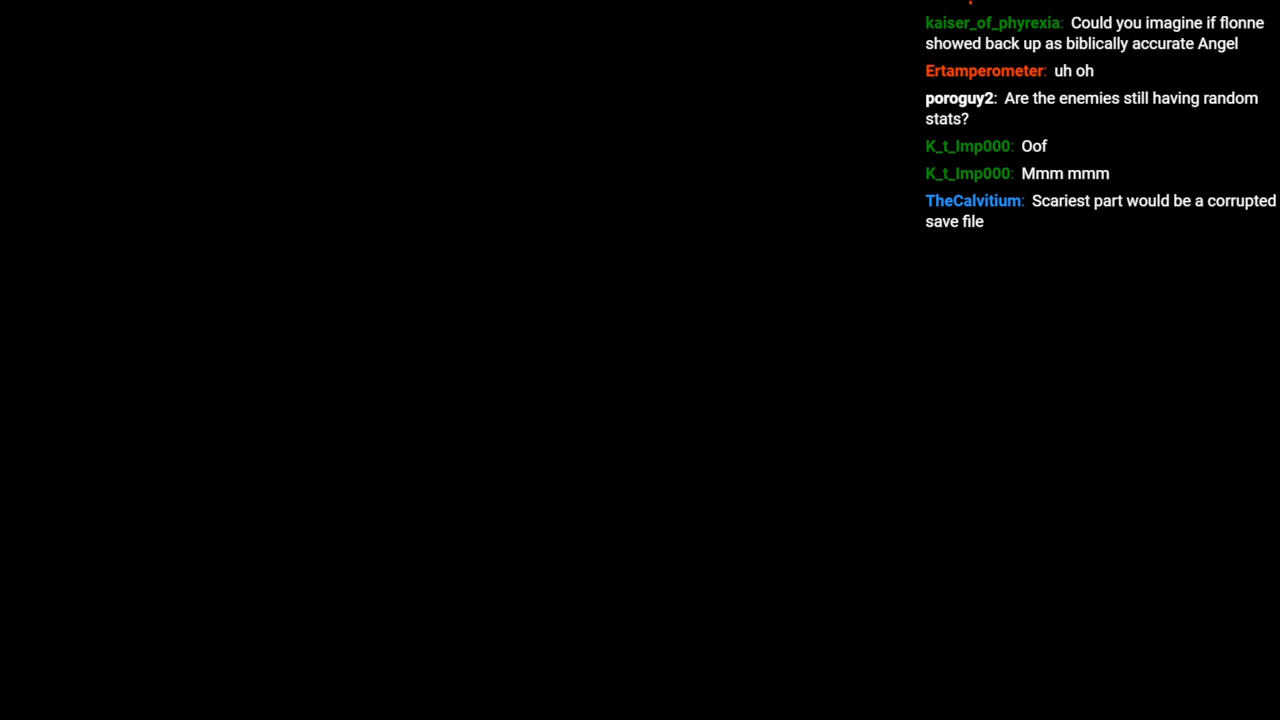 kaiser_of_phyrexia: Could you imagine if flonne
showed back up as biblically accurate Angel
Ertamperometer: uh oh
poroguy2: Are the enemies still having random
stats?
K_t_Imp000: Oof
K_t_Imp000: Mmm mmm
TheCalvitium: Scariest part would be a corrupted
save file